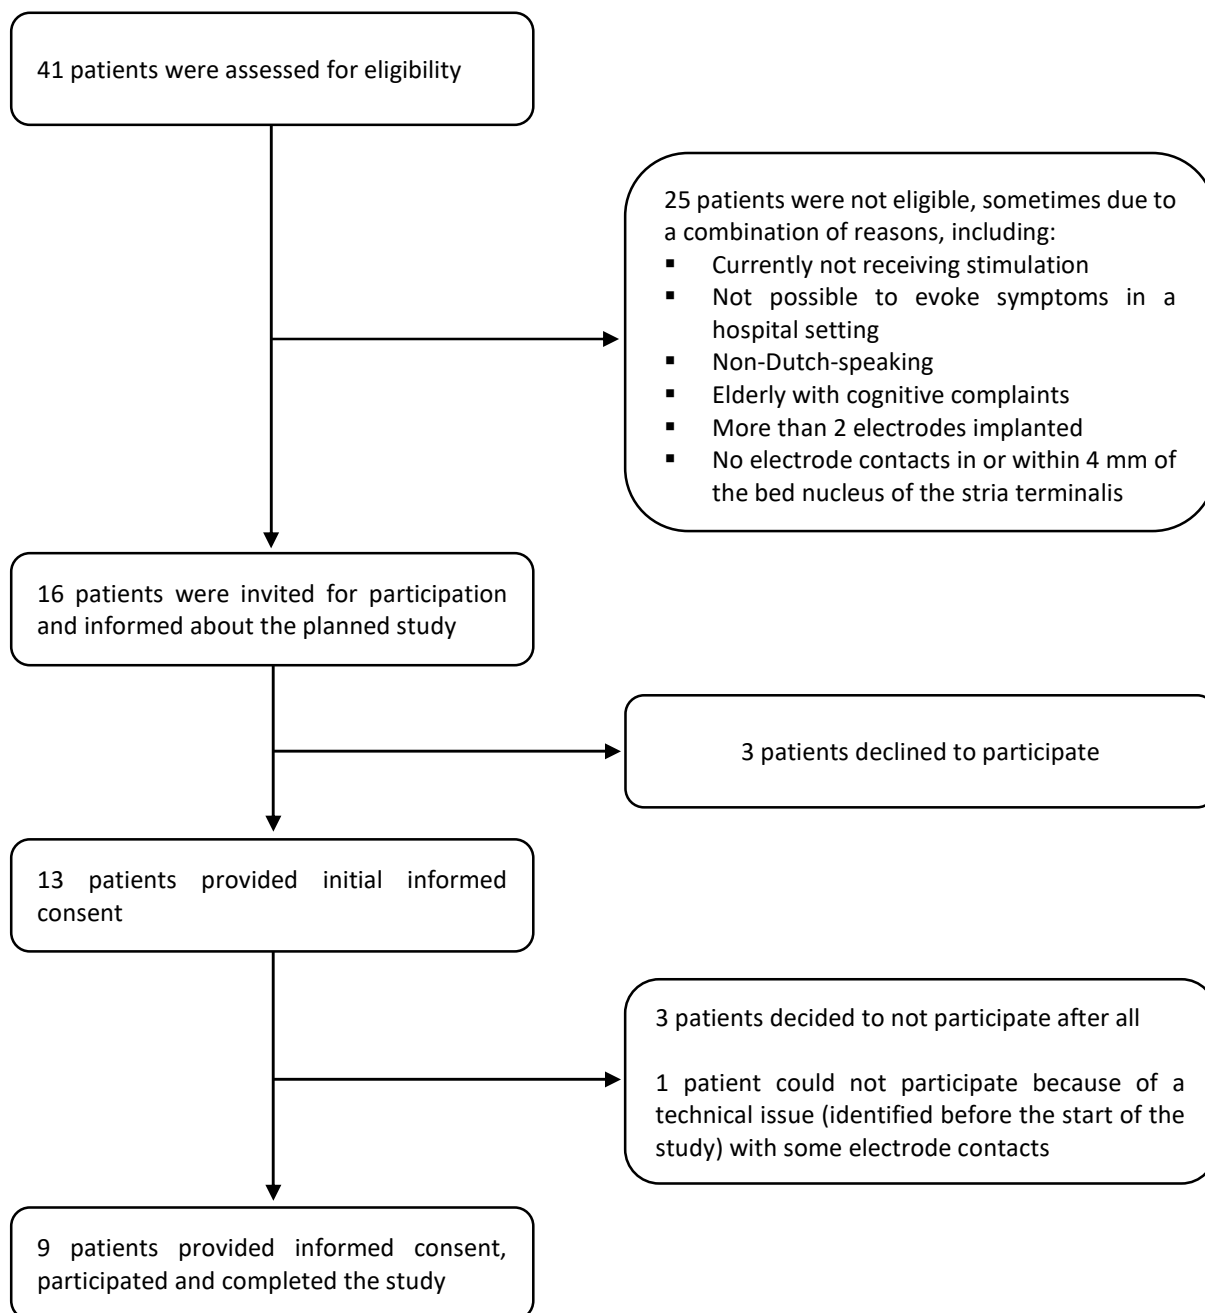 41 patients were assessed for eligibility
25 patients were not eligible, sometimes due to
a combination of reasons, including:
▪ Currently not receiving stimulation
▪ Not possible to evoke symptoms in a
hospital setting
▪ Non-Dutch-speaking
▪ Elderly with cognitive complaints
▪ More than 2 electrodes implanted
▪ No electrode contacts in or within 4 mm of
the bed nucleus of the stria terminalis
16 patients were invited for participation
and informed about the planned study
3 patients declined to participate
13 patients provided initial informed
consent
3 patients decided to not participate after all
1 patient could not participate because of a
technical issue (identified before the start of the
study) with some electrode contacts
9 patients provided informed consent,
participated and completed the study